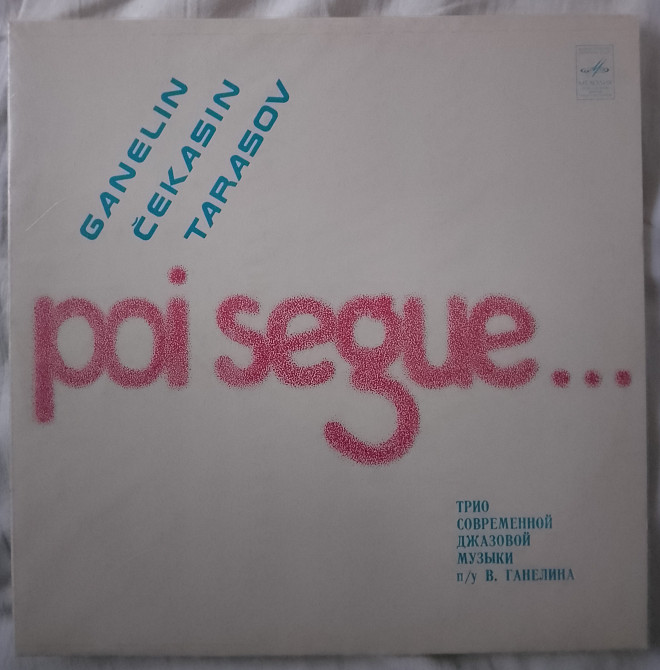 GANELIN
ČEKASIN
TARASOV
poi segue...
ТРИО
СОВРЕМЕННОЙ
ДЖАЗОВОЙ
МУЗЫКИ
п/у В. ГАНЕЛИНА